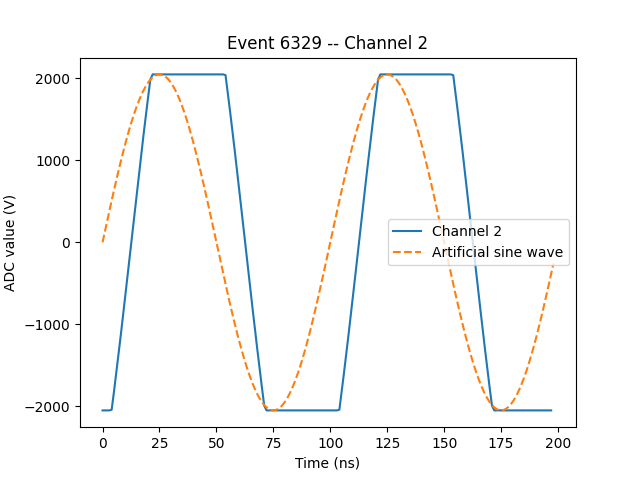 Event 6329 -- Channel 2
ADC value (V)
2000
1000
0
−1000
−2000
Channel 2
Artificial sine wave
0 25 50 75 100 125 150 175 200
Time (ns)